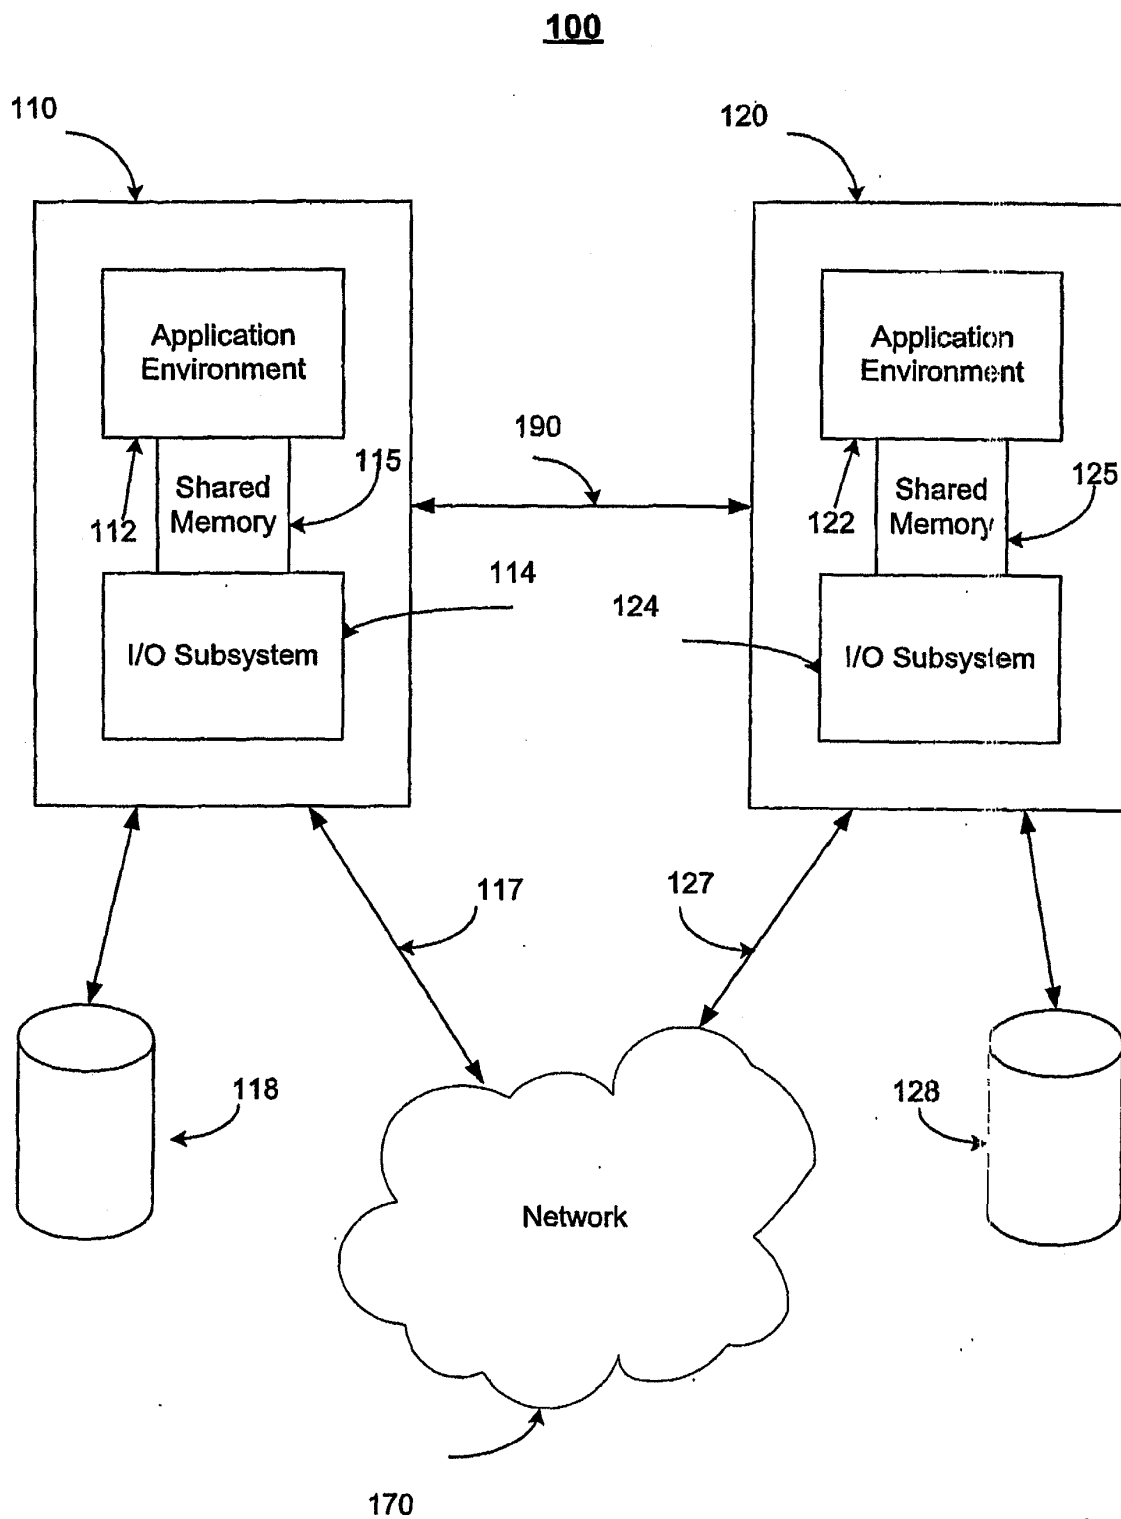 100
110
120
Application
Environment
Application
Environment
190
115
125
Shared
Memory
Shared
Memory
112
122
114
124
I/O Subsystem
I/O Subsystem
117
127
118
128
Network
170